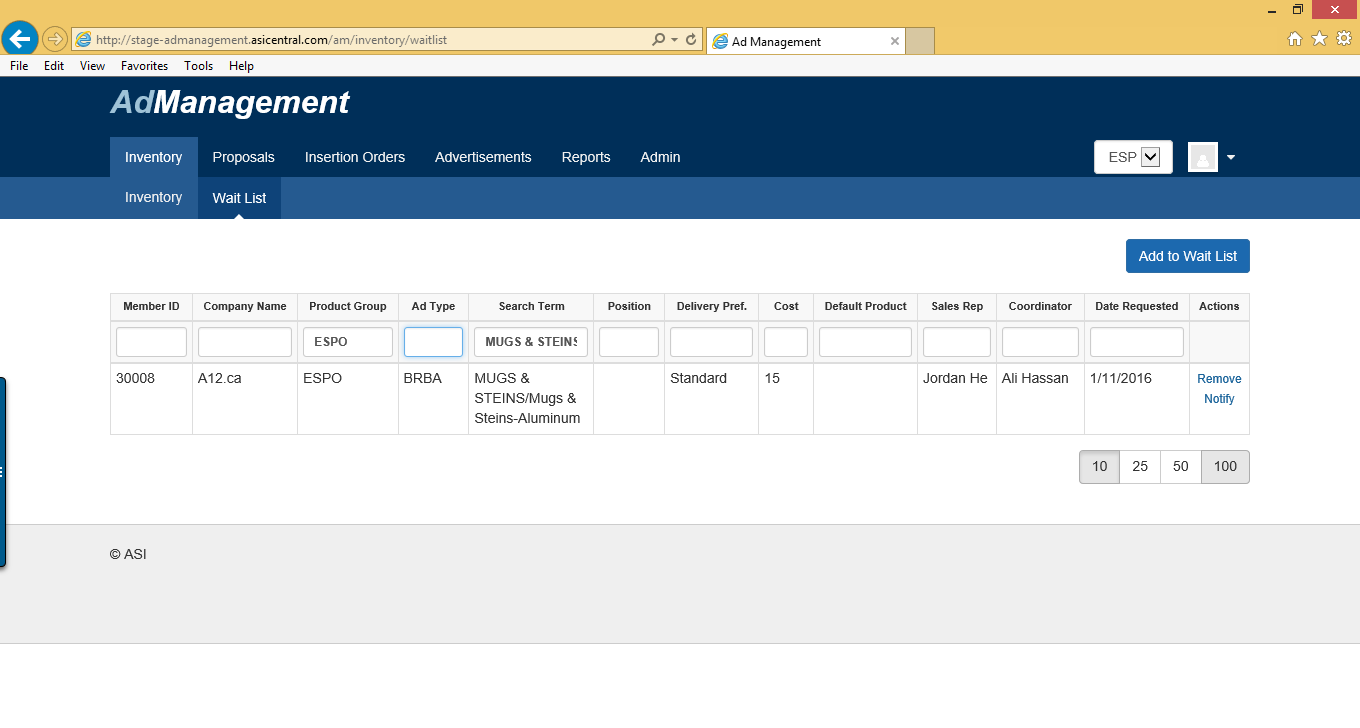 http://stage-admanagement.asicentral.com/am/inventory/waitlist
Ad Management
File Edit View Favorites Tools Help
AdManagement
Inventory Proposals Insertion Orders Advertisements Reports Admin ESP
Inventory Wait List
Add to Wait List
Member ID Company Name Product Group Ad Type Search Term Position Delivery Pref. Cost Default Product Sales Rep Coordinator Date Requested Actions
ESPO MUGS & STEINS
30008 A12.ca ESPO BRBA MUGS & Standard 15 Jordan He Ali Hassan 1/11/2016 Remove
STEINS/Mugs & Notify
Steins-Aluminum
10 25 50 100
© ASI